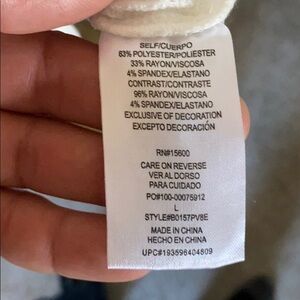 SELF/CUERPO
63% POLYESTER/POLIÉSTER
33% RAYON/VISCOSA
4% SPANDEX/ELASTANO
CONTRAST/CONTRASTE
96% RAYON/VISCOSA
4% SPANDEX/ELASTANO
EXCLUSIVE OF DECORATION
EXCEPTO DECORACIÓN
RN#15600
CARE ON REVERSE
VER AL DORSO
PARA CUIDADO
PO#100-00075912
L
STYLE#B0157PV8E
MADE IN CHINA
HECHO EN CHINA
UPC#193596404809